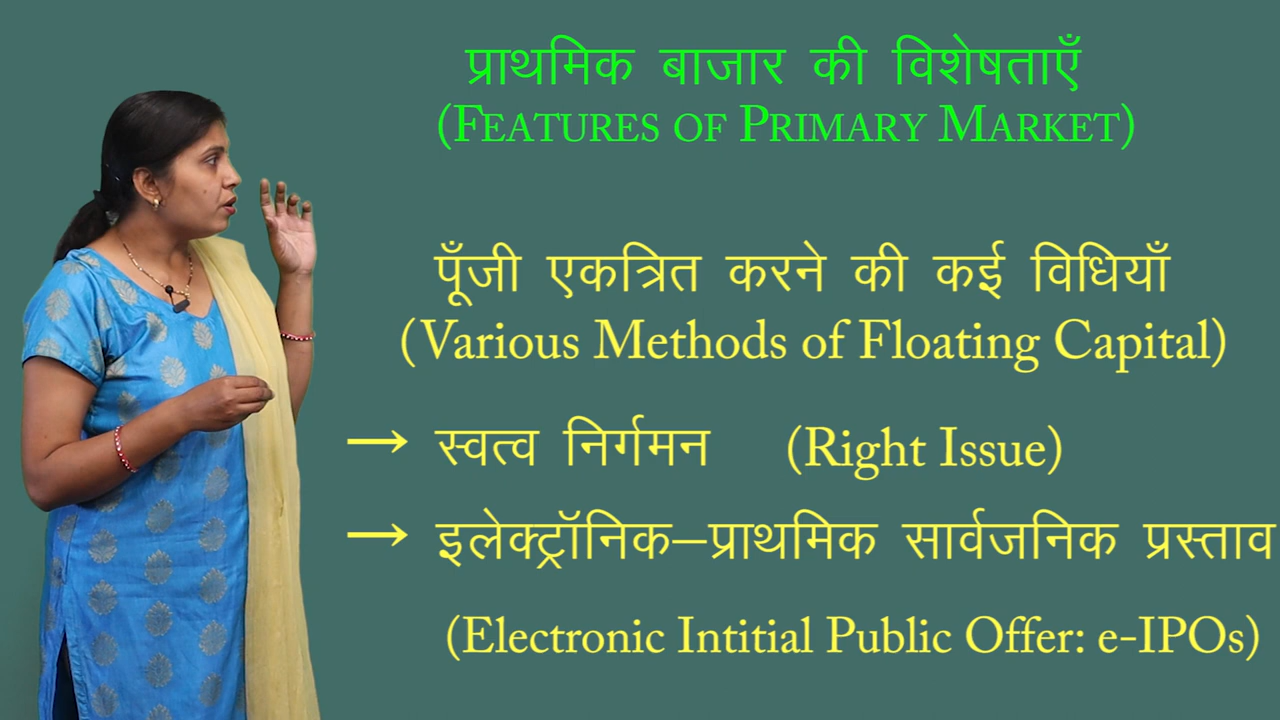 प्राथमिक बाजार की विशेषताएँ
(FEATURES OF PRIMARY MARKET)
पूँजी एकत्रित करने की कई विधियाँ
(Various Methods of Floating Capital)
→ स्वत्व निर्गमन (Right Issue)
→ इलेक्ट्रॉनिक–प्राथमिक सार्वजनिक प्रस्ताव
(Electronic Intitial Public Offer: e-IPOs)